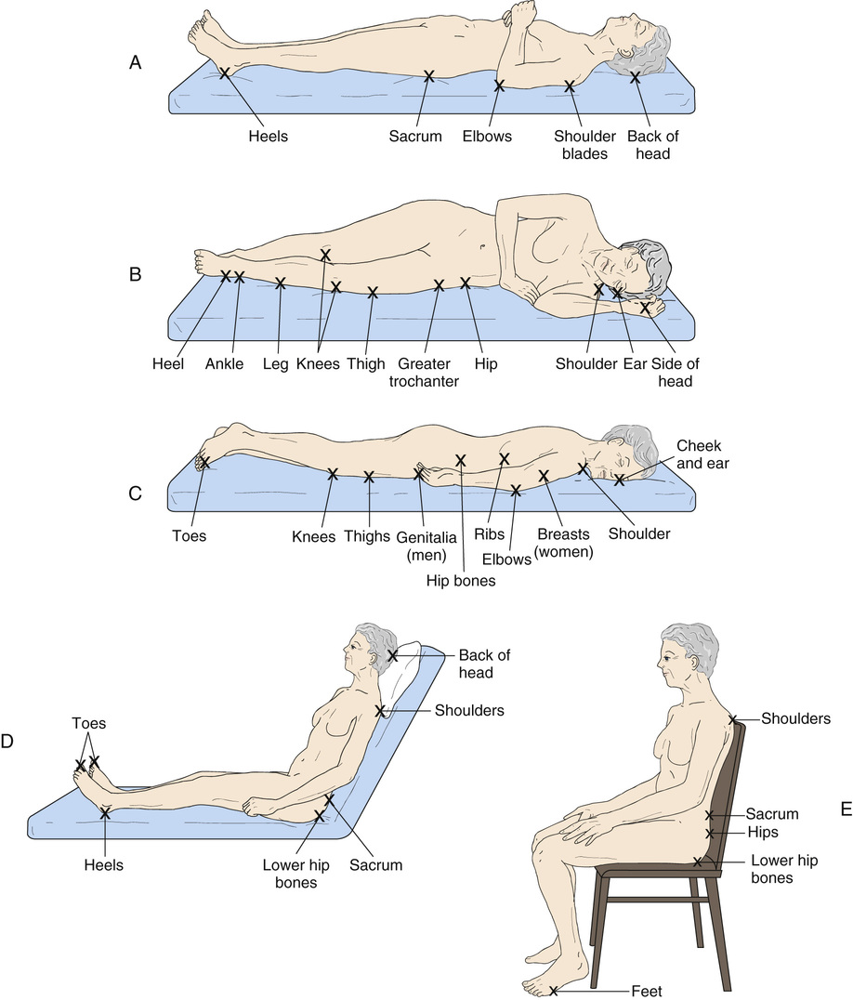 A
Heels
Sacrum
Elbows
Shoulder
blades
Back of
head
B
Heel
Ankle
Leg
Knees
Thigh
Greater
trochanter
Hip
Shoulder
Ear
Side of
head
C
Cheek
and ear
Toes
Knees
Thighs
Genitalia
(men)
Hip bones
Ribs
Elbows
Breasts
(women)
Shoulder
D
Back of
head
Shoulders
Toes
Heels
Lower hip
bones
Sacrum
E
Shoulders
Sacrum
Hips
Lower hip
bones
Feet